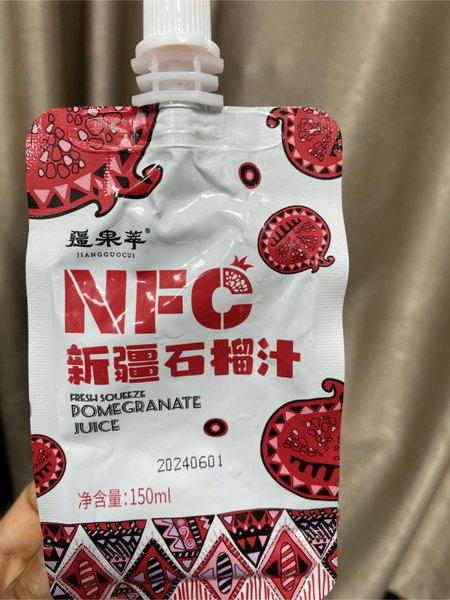 疆果萃®
JIANGGUOCUI
NFC
新疆石榴汁
FRESH SQUEEZE
POMEGRANATE
JUICE
20240601
净含量:150ml